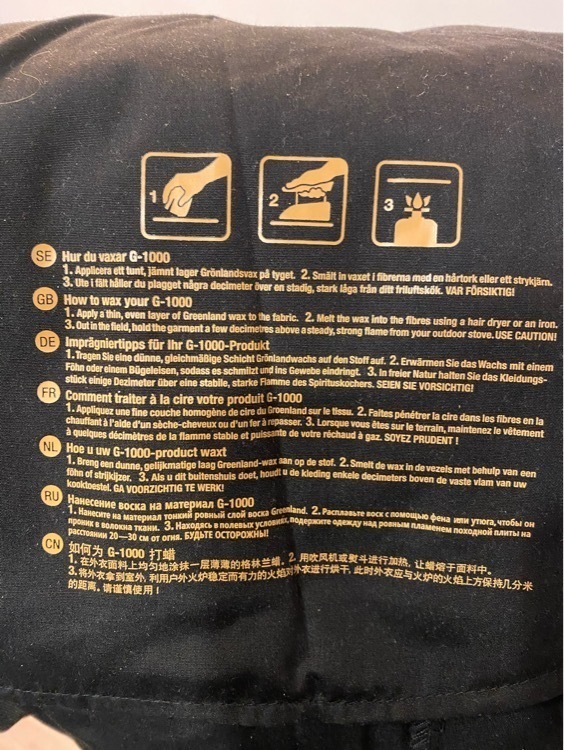 1
2
3
SE Hur du vaxar G-1000
1. Applicera ett tunt, jämnt lager Grönlandsvax på tyget. 2. Smält in vaxet i fibrerna med en hårtork eller ett strykjärn.
3. Ute i fält håller du plagget några decimeter över en stadig, stark låga från ditt friluftskök. VAR FÖRSIKTIG!
GB How to wax your G-1000
1. Apply a thin, even layer of Greenland wax to the fabric. 2. Melt the wax into the fibres using a hair dryer or an iron.
3. Out in the field, hold the garment a few decimetres above a steady, strong flame from your outdoor stove. USE CAUTION!
DE Imprägniertipps für Ihr G-1000-Produkt
1. Tragen Sie eine dünne, gleichmäßige Schicht Grönlandwachs auf den Stoff auf. 2. Erwärmen Sie das Wachs mit einem
Föhn oder einem Bügeleisen, sodass es schmilzt und ins Gewebe eindringt. 3. In freier Natur halten Sie das Kleidungs-
stück einige Dezimeter über eine stabile, starke Flamme des Spirituskochers. SEIEN SIE VORSICHTIG!
FR Comment traiter à la cire votre produit G-1000
1. Appliquez une fine couche homogène de cire du Groenland sur le tissu. 2. Faites pénétrer la cire dans les fibres en la
chauffant à l'aide d'un sèche-cheveux ou d'un fer à repasser. 3. Lorsque vous êtes sur le terrain, maintenez le vêtement
à quelques décimètres de la flamme stable et puissante de votre réchaud à gaz. SOYEZ PRUDENT !
NL Hoe u uw G-1000-product waxt
1. Breng een dunne, gelijkmatige laag Greenland-wax aan op de stof. 2. Smelt de wax in de vezels met behulp van een
föhn of strijkijzer. 3. Als u dit buitenshuis doet, houdt u de kleding enkele decimeters boven de vaste vlam van uw
kooktoestel. GA VOORZICHTIG TE WERK!
RU Нанесение воска на материал G-1000
1. Нанесите на материал тонкий ровный слой воска Greenland. 2. Расплавьте воск с помощью фена или утюга, чтобы он
проник в волокна ткани. 3. Находясь в полевых условиях, подержите одежду над ровным пламенем походной плиты на
расстоянии 20—30 см от огня. БУДЬТЕ ОСТОРОЖНЫ!
CN 如何为 G-1000 打蜡
1. 在外衣面料上均匀地涂抹一层薄薄的格林兰蜡。2. 用吹风机或熨斗进行加热，让蜡熔于面料中。
3. 将外衣拿到室外，利用户外火炉稳定而有力的火焰对外衣进行烘干，此时外衣应与火炉的火焰上方保持几分米
的距离。请谨慎使用！